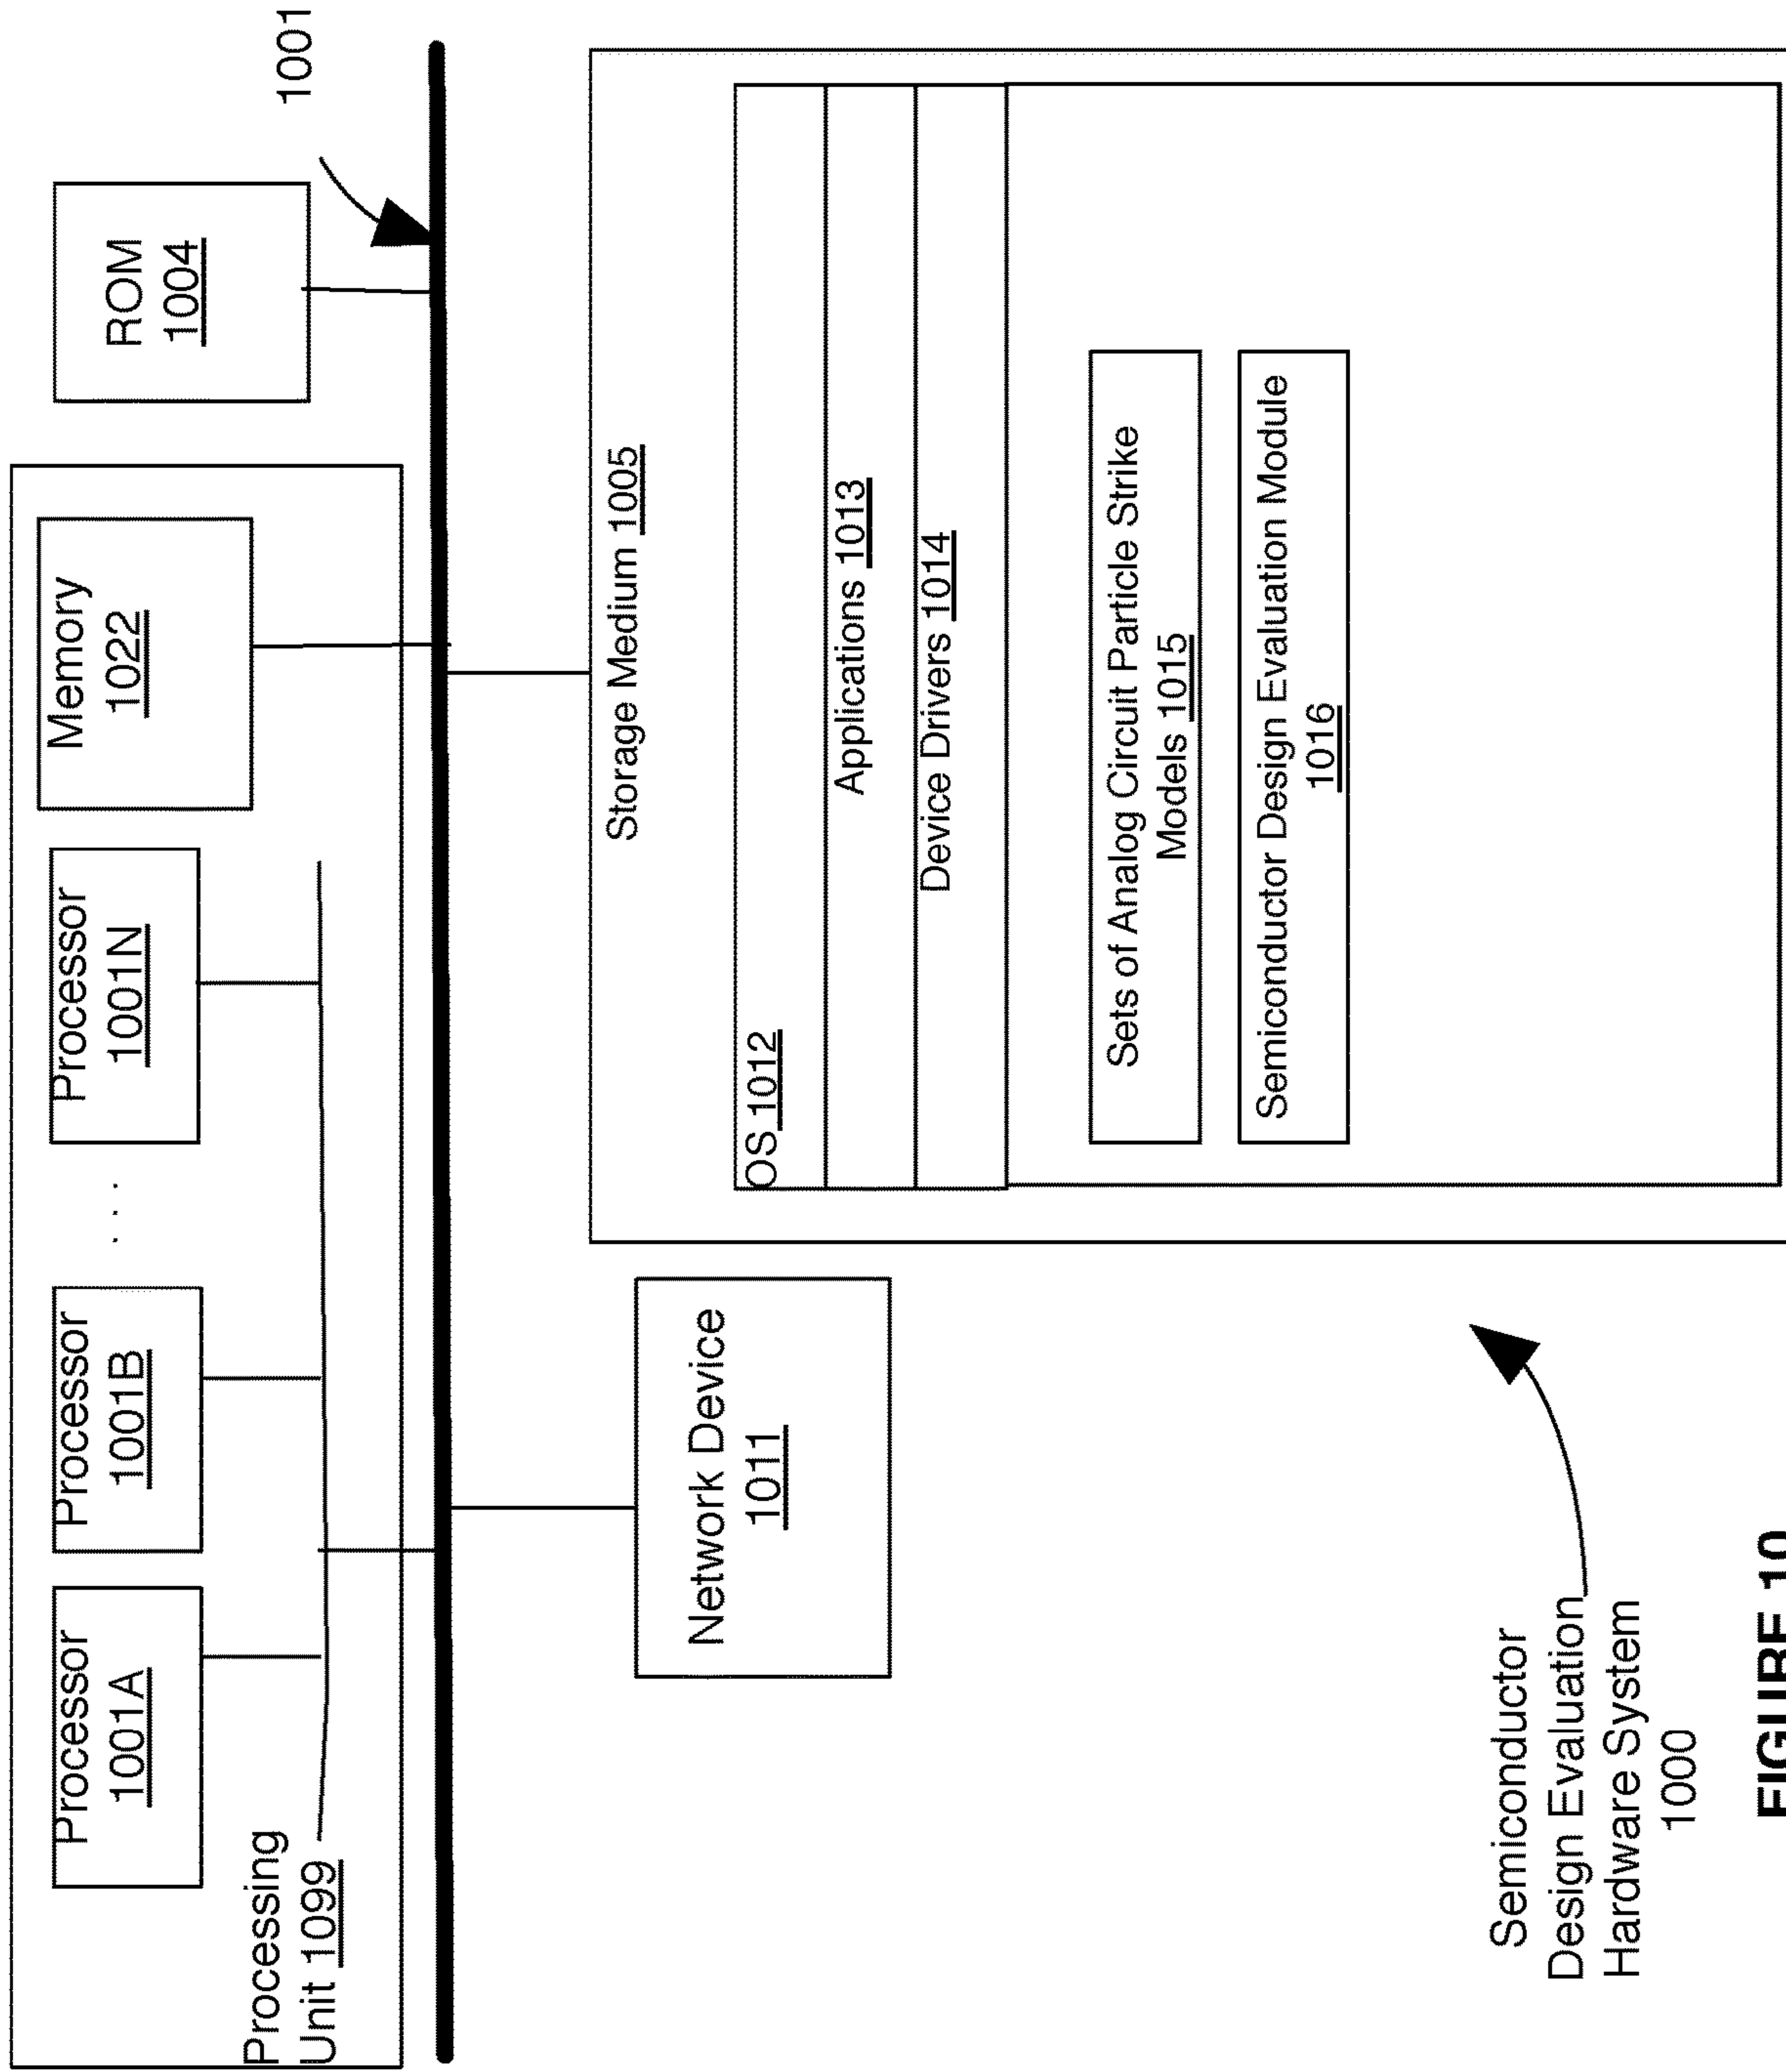 Processor
1001A
Processor
1001B
. . .
Processor
1001N
Memory
1022
ROM
1004
Processing
Unit 1099
1001
Network Device
1011
Storage Medium 1005
OS 1012
Applications 1013
Device Drivers 1014
Sets of Analog Circuit Particle Strike
Models 1015
Semiconductor Design Evaluation Module
1016
Semiconductor
Design Evaluation
Hardware System
1000
FIGURE 10